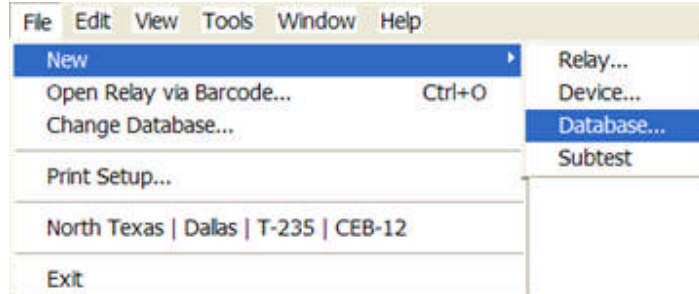 File Edit View Tools Window Help
New
Open Relay via Barcode... Ctrl+O
Change Database...
Print Setup...
North Texas | Dallas | T-235 | CEB-12
Exit
Relay...
Device...
Database...
Subtest